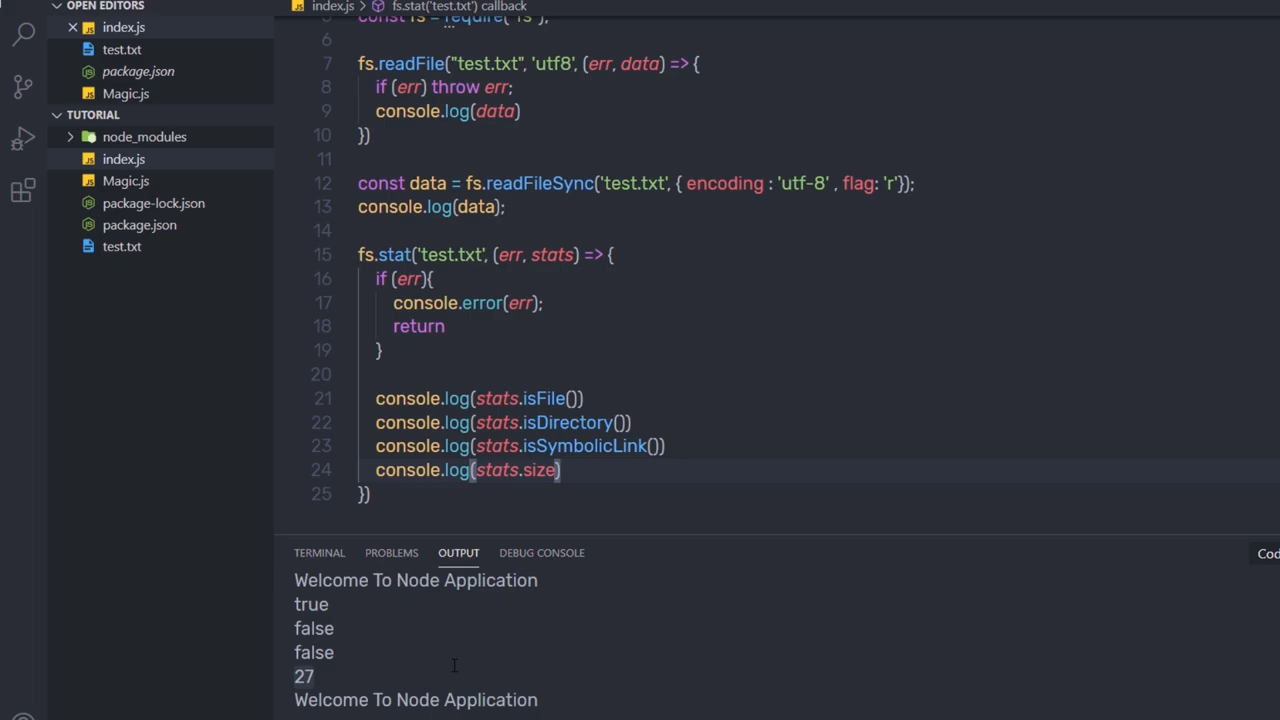 OPEN EDITORS
index.js
test.txt
package.json
Magic.js
TUTORIAL
node_modules
index.js
Magic.js
package-lock.json
package.json
test.txt
index.js > fs.stat('test.txt') callback
5 const fs = require('fs');
6
7 fs.readFile("test.txt", 'utf8', (err, data) => {
8 if (err) throw err;
9 console.log(data)
10 })
11
12 const data = fs.readFileSync('test.txt', { encoding : 'utf-8' , flag: 'r'});
13 console.log(data);
14
15 fs.stat('test.txt', (err, stats) => {
16 if (err){
17 console.error(err);
18 return
19 }
20
21 console.log(stats.isFile())
22 console.log(stats.isDirectory())
23 console.log(stats.isSymbolicLink())
24 console.log(stats.size)
25 })
TERMINAL PROBLEMS OUTPUT DEBUG CONSOLE Cod
Welcome To Node Application
true
false
false
27
Welcome To Node Application